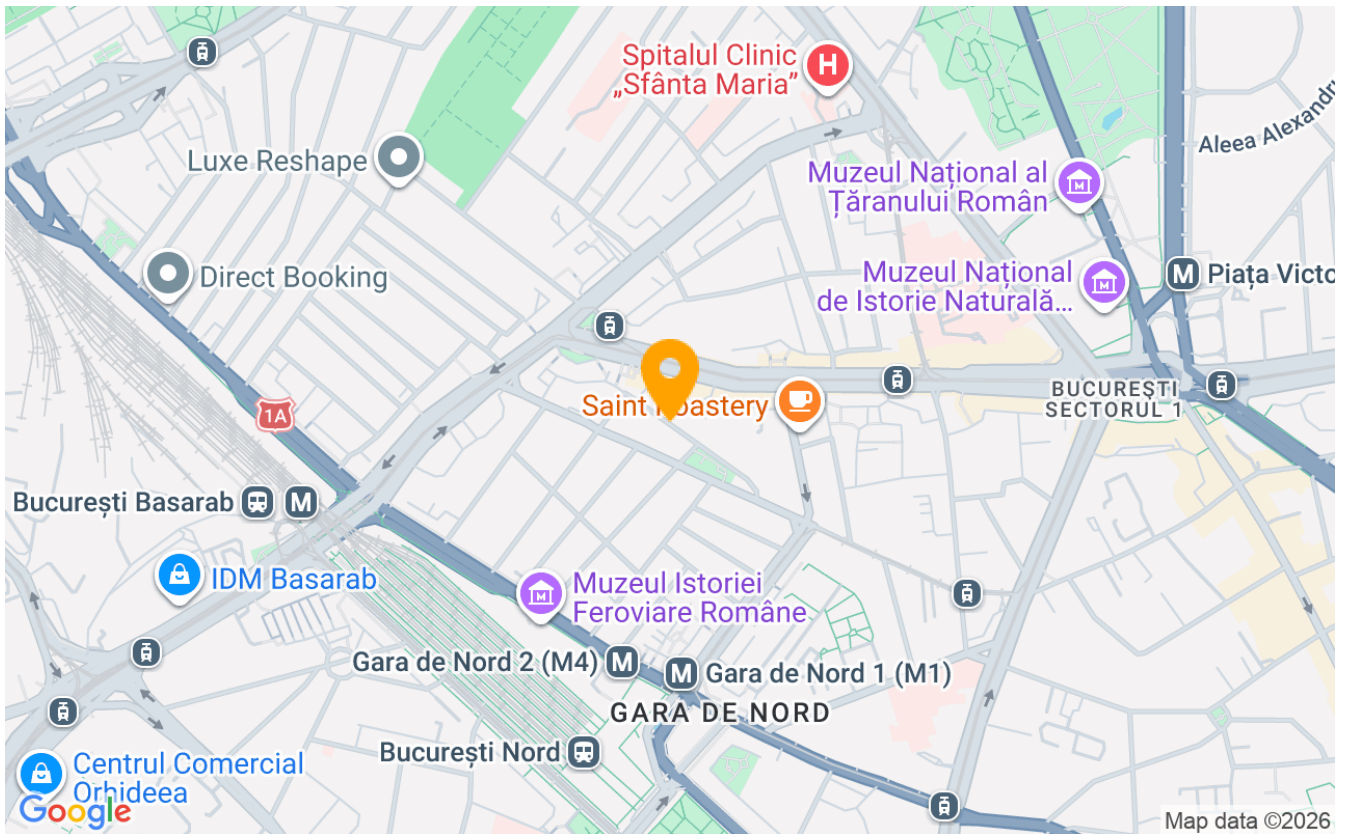 Spitalul Clinic
„Sfânta Maria”
H
Aleea Alexandr
Luxe Reshape
Muzeul Național al
Țăranului Român
M
Direct Booking
Muzeul Național
de Istorie Naturală…
M
M
Piața Victo
1A
Saint Roastery
BUCUREȘTI
SECTORUL 1
București Basarab
M
IDM Basarab
Muzeul Istoriei
Feroviare Române
M
Gara de Nord 2 (M4)
M
M
Gara de Nord 1 (M1)
GARA DE NORD
București Nord
Centrul Comercial
Orhideea
Google
Map data ©2026